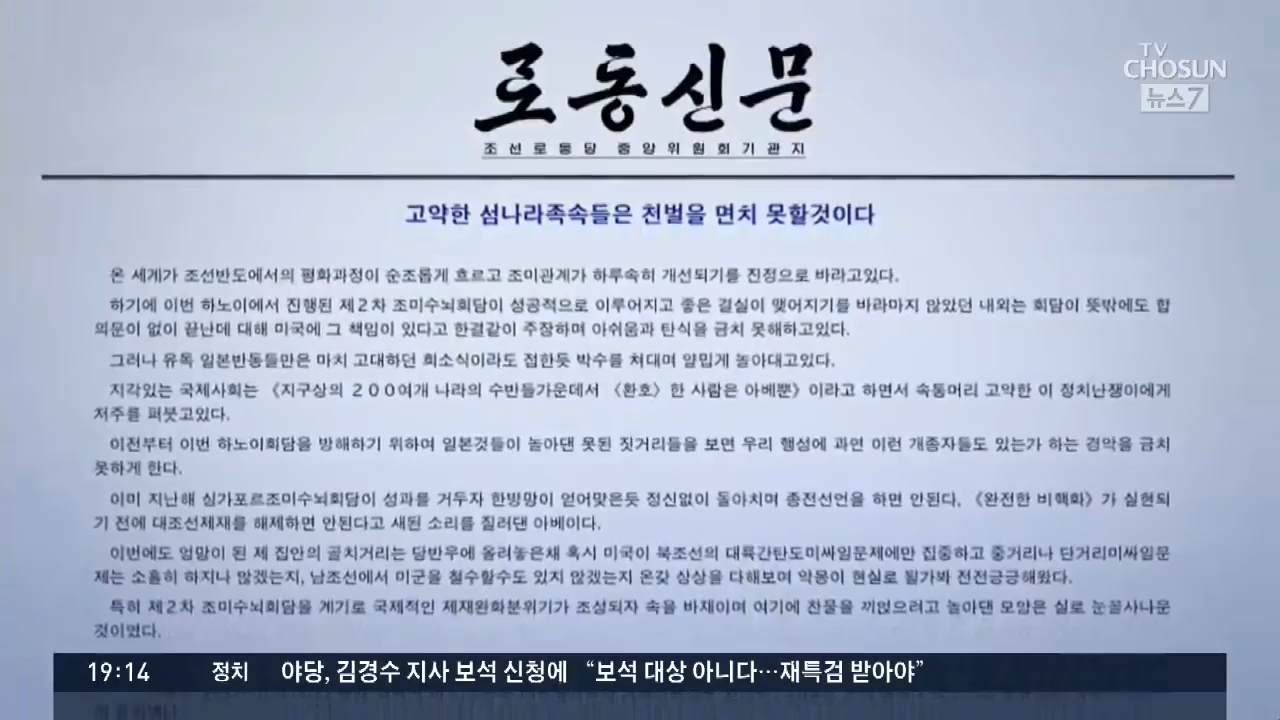 TV
CHOSUN
뉴스7
로동신문
조선로동당 중앙위원회기관지
고약한 섬나라족속들은 천벌을 면치 못할것이다
온 세계가 조선반도에서의 평화과정이 순조롭게 흐르고 조미관계가 하루속히 개선되기를 진정으로 바라고있다.
하기에 이번 하노이에서 진행된 제2차 조미수뇌회담이 성공적으로 이루어지고 좋은 결실이 맺어지기를 바라마지 않았던 내외는 회담이 뜻밖에도 합
의문이 없이 끝난데 대해 미국에 그 책임이 있다고 한결같이 주장하며 아쉬움과 탄식을 금치 못해하고있다.
그러나 유독 일본반동들만은 마치 고대하던 희소식이라도 접한듯 박수를 쳐대며 얄밉게 놀아대고있다.
지각있는 국제사회는 《지구상의 200여개 나라의 수반들가운데서 〈환호〉한 사람은 아베뿐》이라고 하면서 속통머리 고약한 이 정치난쟁이에게
저주를 퍼붓고있다.
이전부터 이번 하노이회담을 방해하기 위하여 일본것들이 놀아댄 못된 짓거리들을 보면 우리 행성에 과연 이런 개종자들도 있는가 하는 경악을 금치
못하게 한다.
이미 지난해 싱가포르조미수뇌회담이 성과를 거두자 한방망이 얻어맞은듯 정신없이 돌아치며 종전선언을 하면 안된다, 《완전한 비핵화》가 실현되
기 전에 대조선제재를 해제하면 안된다고 새된 소리를 질러댄 아베이다.
이번에도 엉망이 된 제 집안의 골치거리는 당반우에 올려놓은채 혹시 미국이 북조선의 대륙간탄도미싸일문제에만 집중하고 중거리나 단거리미싸일문
제는 소홀히 하지나 않겠는지, 남조선에서 미군을 철수할수도 있지 않겠는지 온갖 상상을 다해보며 악몽이 현실로 될가봐 전전긍긍해왔다.
특히 제2차 조미수뇌회담을 계기로 국제적인 제재완화분위기가 조성되자 속을 바재이며 여기에 찬물을 끼얹으려고 놀아댄 모양은 실로 눈꼴사나운
것이였다.
19:14 정치 야당, 김경수 지사 보석 신청에 “보석 대상 아니다…재특검 받아야”